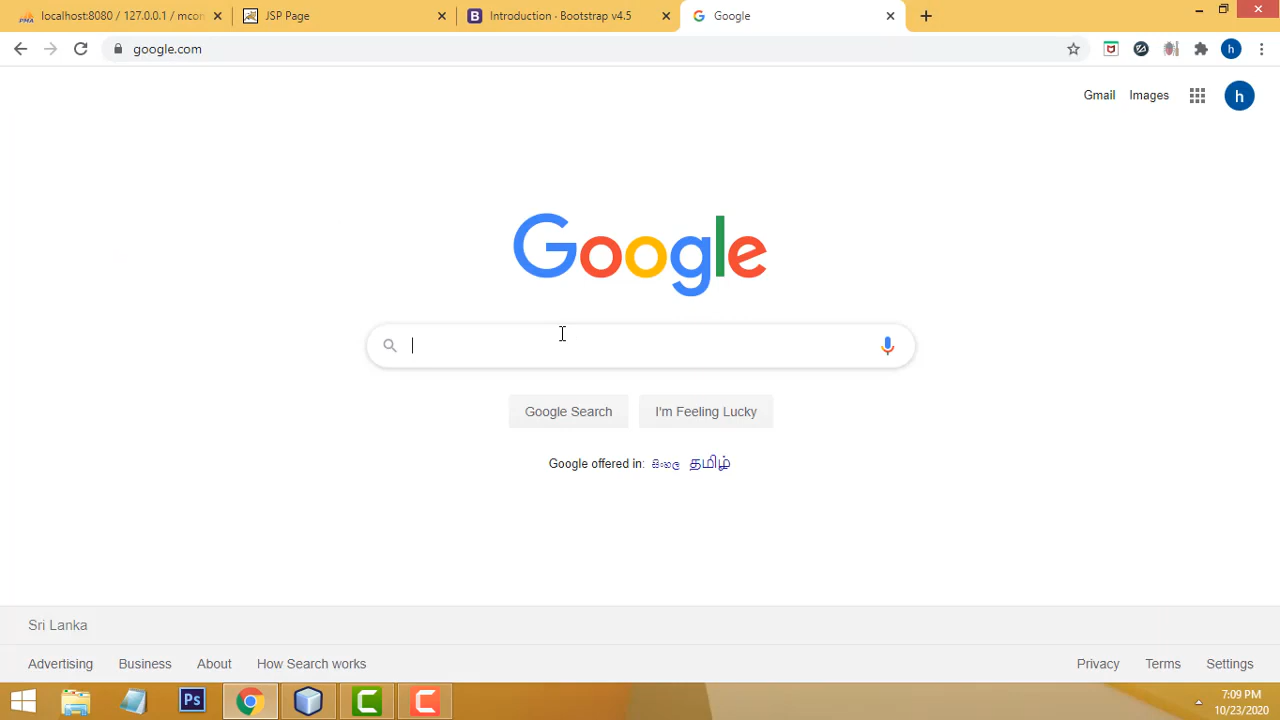 localhost:8080 / 127.0.0.1 / mcon
JSP Page
Introduction · Bootstrap v4.5
Google
google.com
h
Gmail
Images
h
Google
Google Search
I'm Feeling Lucky
Google offered in: සිංහල தமிழ்
Sri Lanka
Advertising
Business
About
How Search works
Privacy
Terms
Settings
Ps
7:09 PM
10/23/2020